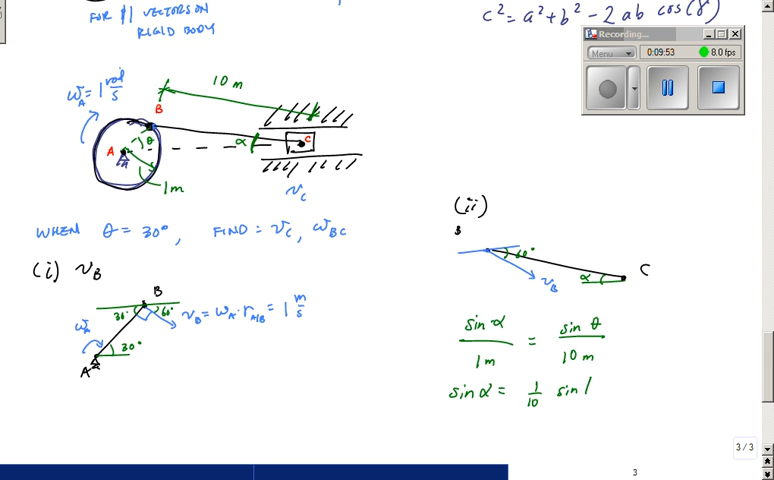 FOR || VECTORS ON
RIGID BODY
c² = a² + b² - 2ab cos(γ)
Recording...
Menu
0:09:53
8.0 fps
ω_A = 1 rad/s
B
10 m
A
θ
α
C
1m
v_C
WHEN θ = 30°, FIND = v_C, ω_BC
(i) v_B
B
30°
60°
v_B = ω_A · r_A/B = 1 m/s
ω_A
30°
A
(ii)
B
60°
α
C
v_B
sin α / 1m = sin θ / 10 m
sin α = 1/10 sin (
3 / 3
3